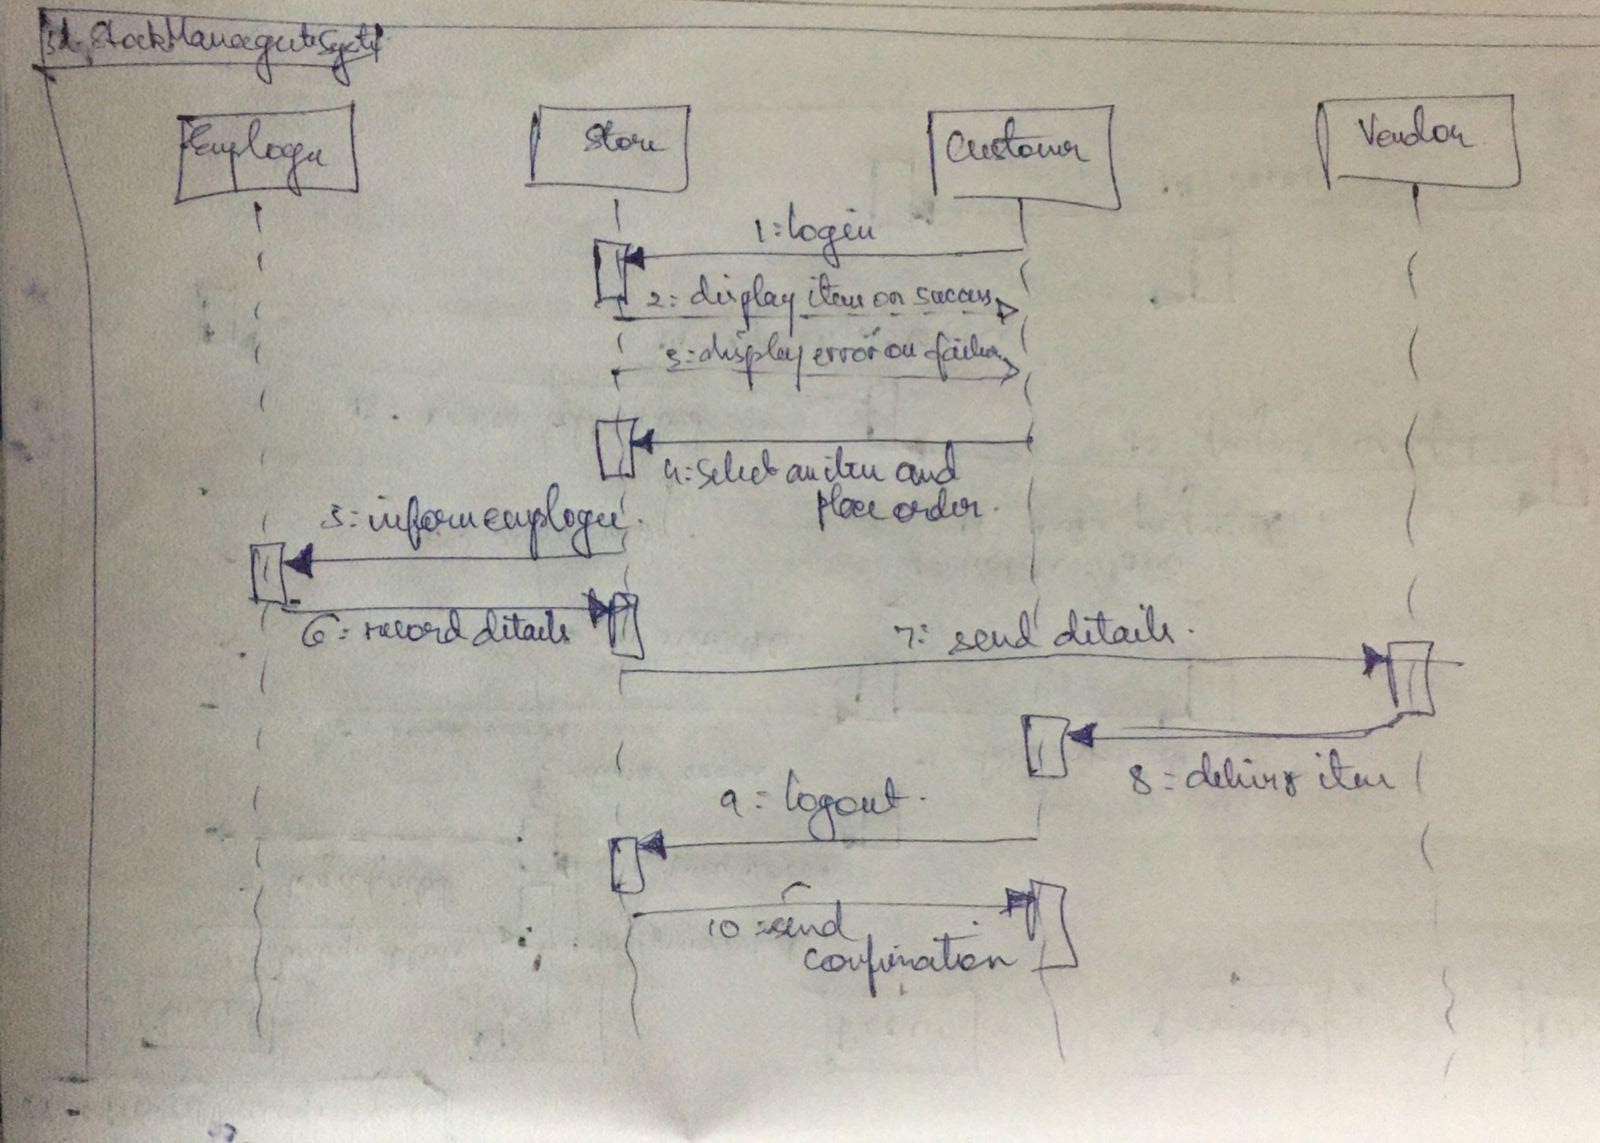 sd. StockManagementSystem
Employee
Store
Customer
Vendor
1: login
2: display item on success
3: display error on failure
4: Select an item and
place order.
5: inform employee.
6: record details
7: send details.
8: deliver item
9: logout.
10: send
confirmation